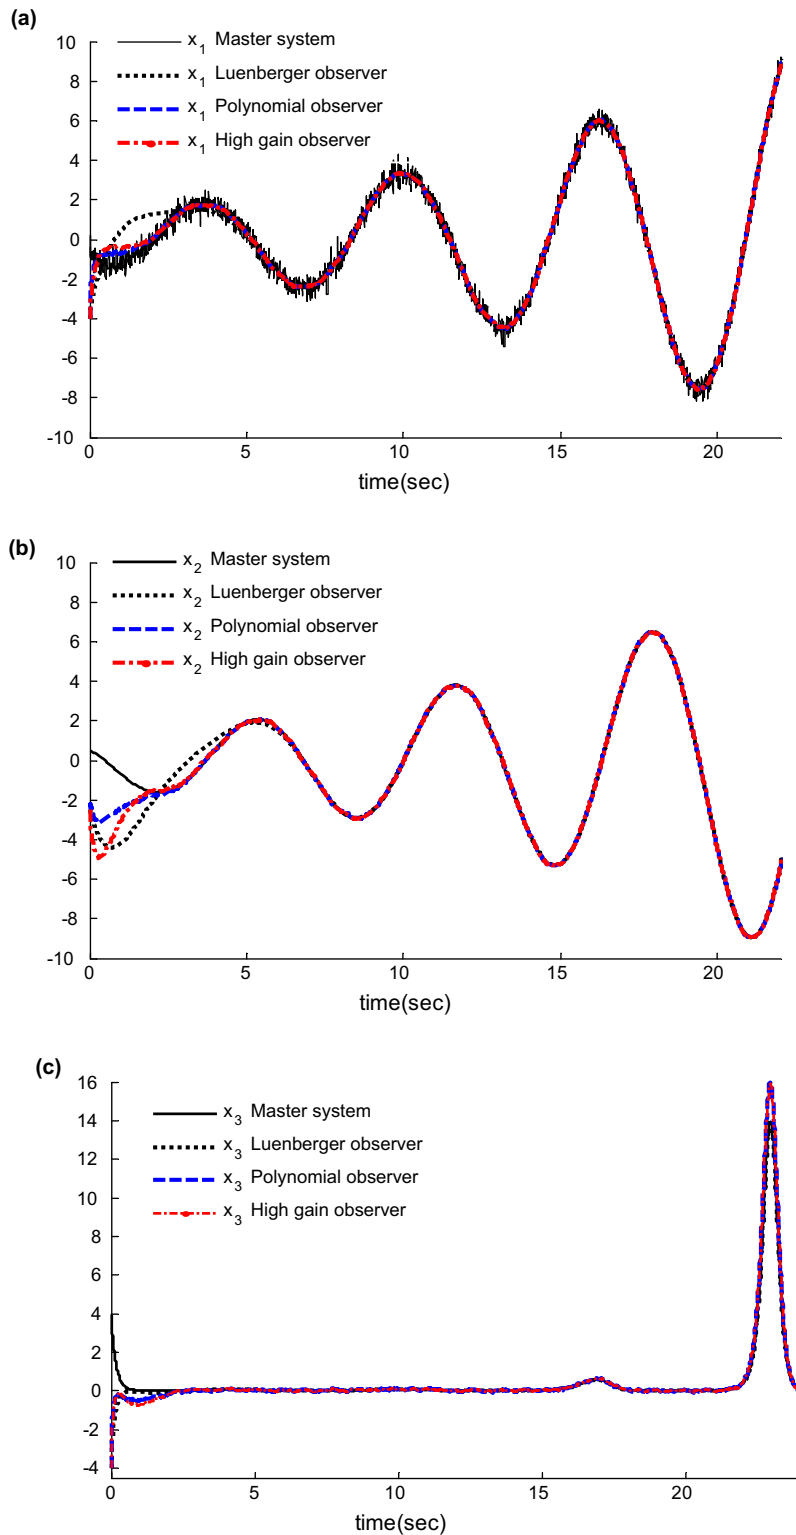 (a)
x1 Master system
x1 Luenberger observer
x1 Polynomial observer
x1 High gain observer
10
8
6
4
2
0
-2
-4
-6
-8
-10
0 5 10 15 20
time(sec)
(b)
x2 Master system
x2 Luenberger observer
x2 Polynomial observer
x2 High gain observer
10
8
6
4
2
0
-2
-4
-6
-8
-10
0 5 10 15 20
time(sec)
(c)
x3 Master system
x3 Luenberger observer
x3 Polynomial observer
x3 High gain observer
16
14
12
10
8
6
4
2
0
-2
-4
0 5 10 15 20
time(sec)